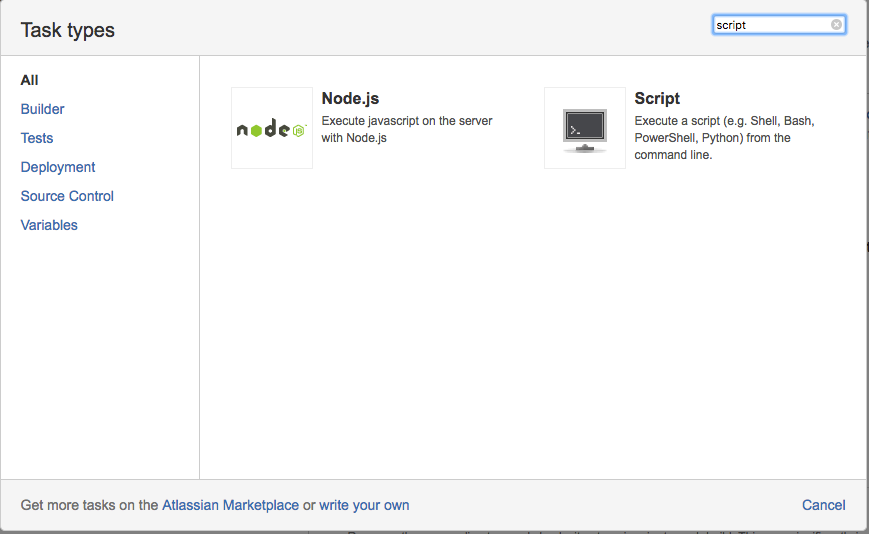 Task types
script
All
Builder
Tests
Deployment
Source Control
Variables
node JS
Node.js
Execute javascript on the server
with Node.js
>_
Script
Execute a script (e.g. Shell, Bash,
PowerShell, Python) from the
command line.
Get more tasks on the Atlassian Marketplace or write your own
Cancel